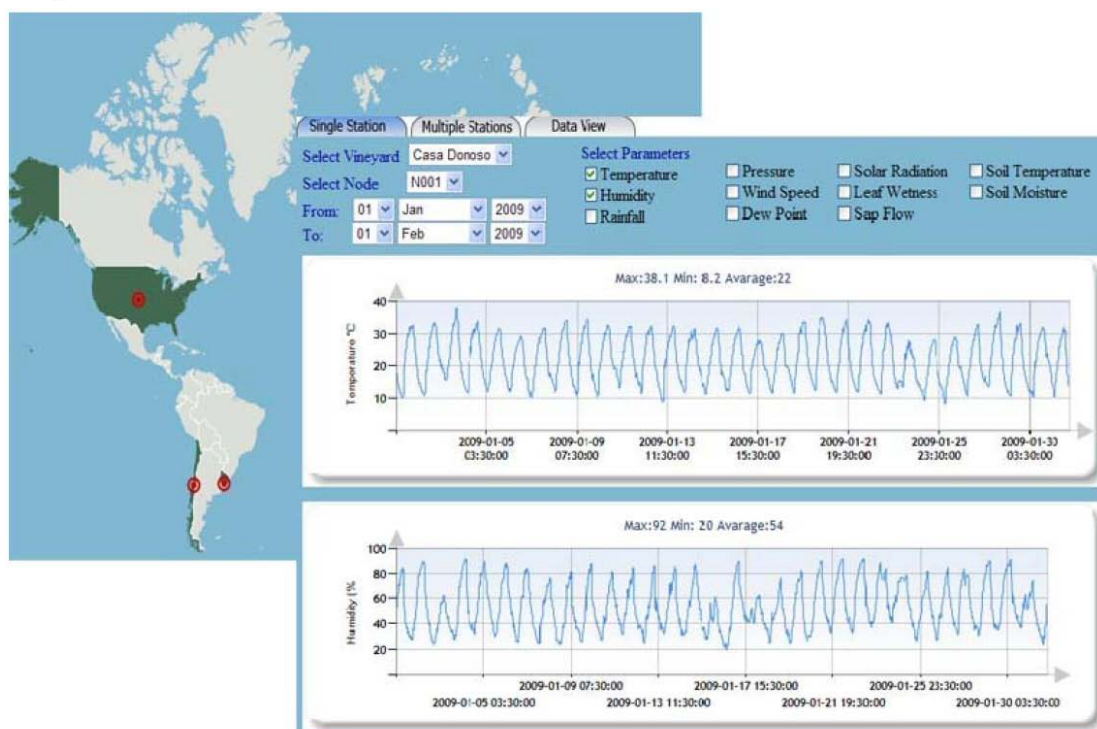 Single Station Multiple Stations Data View
Select Vineyard Casa Donoso
Select Node N001
From: 01 Jan 2009
To: 01 Feb 2009
Select Parameters
Temperature
Humidity
Rainfall
Pressure
Wind Speed
Dew Point
Solar Radiation
Leaf Wetness
Sap Flow
Soil Temperature
Soil Moisture
Max:38.1 Min: 8.2 Avarage:22
Temperature °C
40
30
20
10
2009-01-05 2009-01-09 2009-01-13 2009-01-17 2009-01-21 2009-01-25 2009-01-33
03:30:00 07:30:00 11:30:00 15:30:00 19:30:00 23:30:00 03:30:00
Max:92 Min: 20 Avarage:54
Humidity (%
100
80
60
40
20
2009-01-09 07:30:00 2009-01-17 15:30:00 2009-01-25 23:30:00
2009-01-05 03:30:00 2009-01-13 11:30:00 2009-01-21 19:30:00 2009-01-30 03:30:00